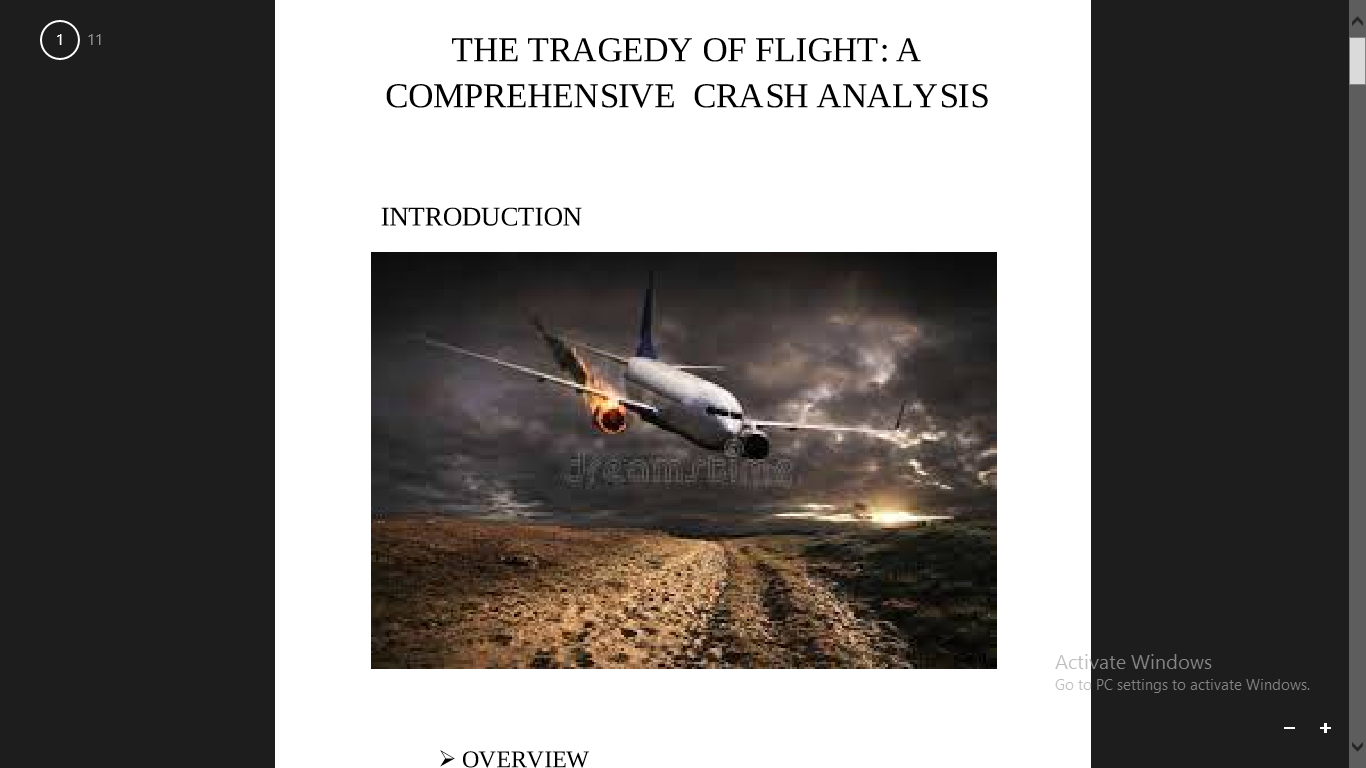 1 11
THE TRAGEDY OF FLIGHT: A
COMPREHENSIVE CRASH ANALYSIS
INTRODUCTION
dreamstime
OVERVIEW
Activate Windows
Go to PC settings to activate Windows.